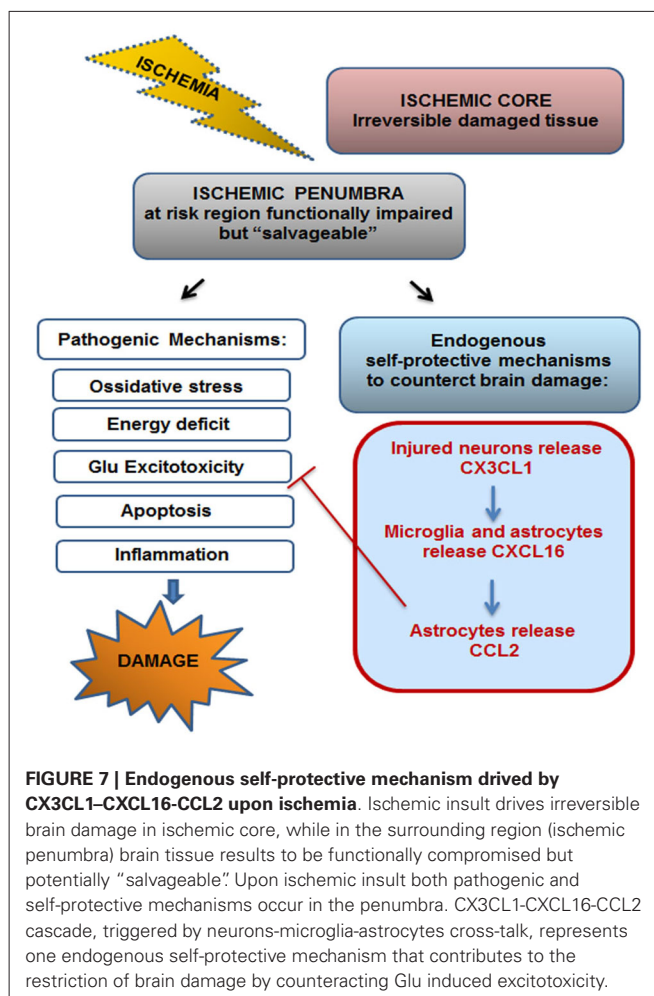 ISCHEMIA
ISCHEMIC CORE
Irreversible damaged tissue
ISCHEMIC PENUMBRA
at risk region functionally impaired
but “salvageable”
Pathogenic Mechanisms:
Ossidative stress
Energy deficit
Glu Excitotoxicity
Apoptosis
Inflammation
DAMAGE
Endogenous
self-protective mechanisms
to counterct brain damage:
Injured neurons release
CX3CL1
Microglia and astrocytes
release CXCL16
Astrocytes release
CCL2
FIGURE 7 | Endogenous self-protective mechanism drived by
CX3CL1–CXCL16-CCL2 upon ischemia. Ischemic insult drives irreversible
brain damage in ischemic core, while in the surrounding region (ischemic
penumbra) brain tissue results to be functionally compromised but
potentially “salvageable”. Upon ischemic insult both pathogenic and
self-protective mechanisms occur in the penumbra. CX3CL1-CXCL16-CCL2
cascade, triggered by neurons-microglia-astrocytes cross-talk, represents
one endogenous self-protective mechanism that contributes to the
restriction of brain damage by counteracting Glu induced excitotoxicity.